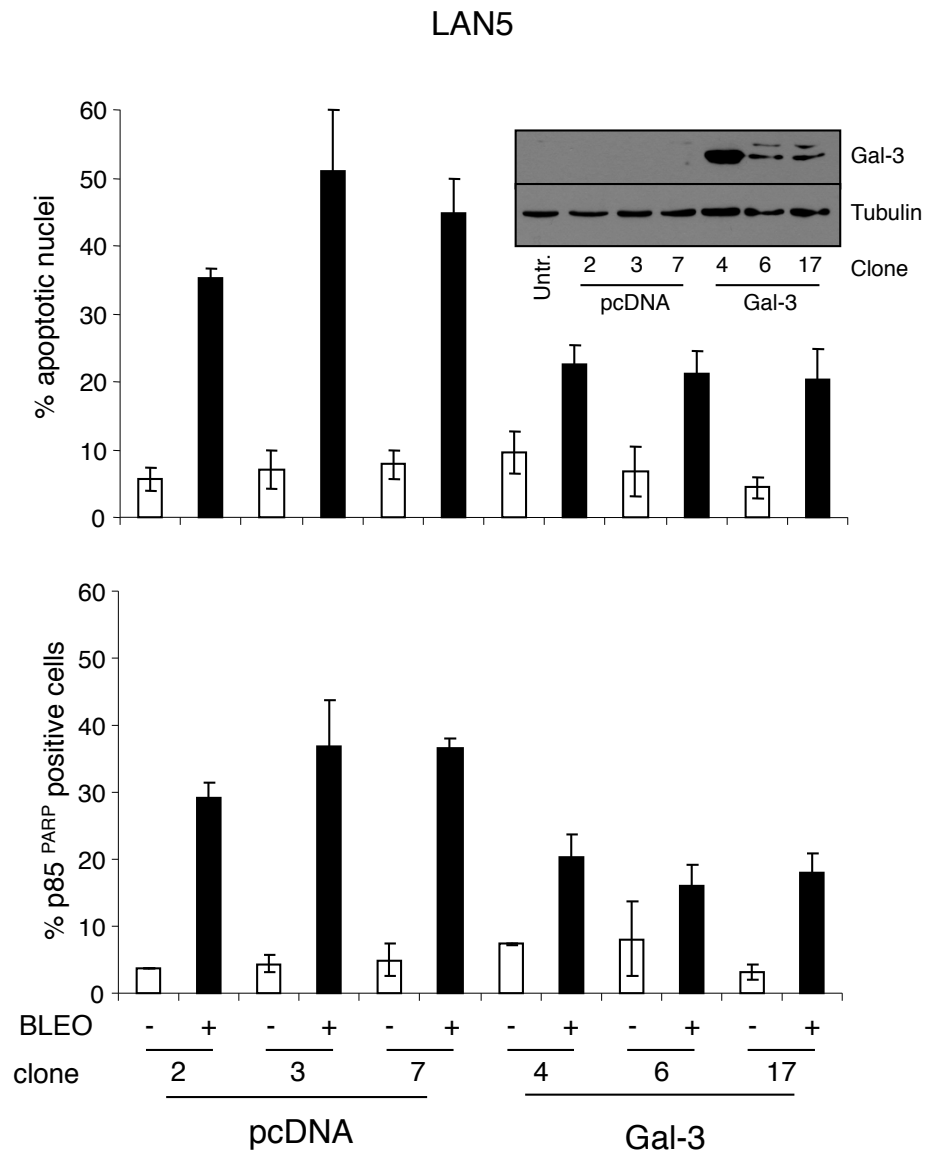 LAN5
% apoptotic nuclei
60
50
40
30
20
10
0
Gal-3
Tubulin
Untr. 2 3 7 4 6 17 Clone
pcDNA Gal-3
% p85 PARP positive cells
60
50
40
30
20
10
0
BLEO - + - + - + - + - + - +
clone 2 3 7 4 6 17
pcDNA Gal-3